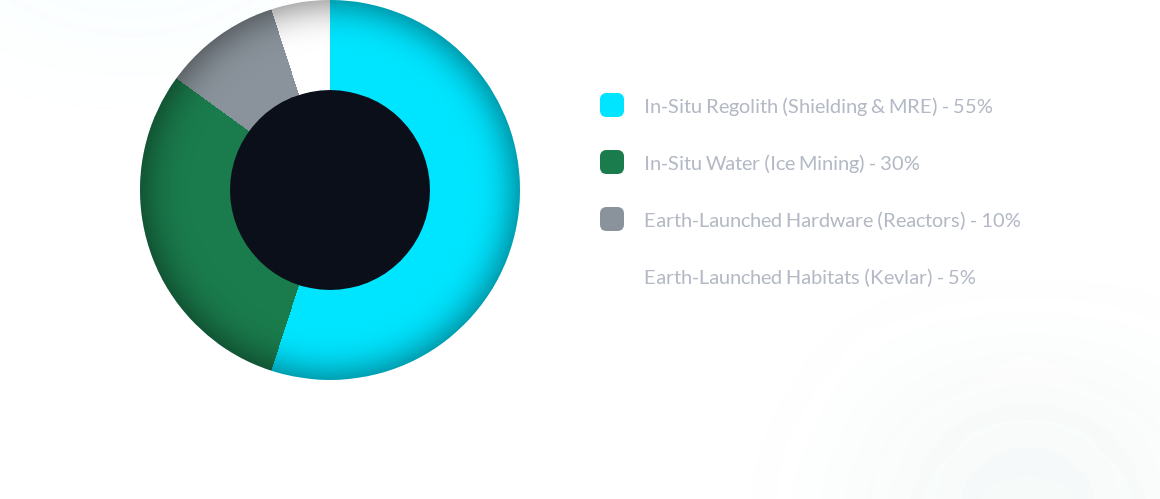 In-Situ Regolith (Shielding & MRE) - 55%
In-Situ Water (Ice Mining) - 30%
Earth-Launched Hardware (Reactors) - 10%
Earth-Launched Habitats (Kevlar) - 5%